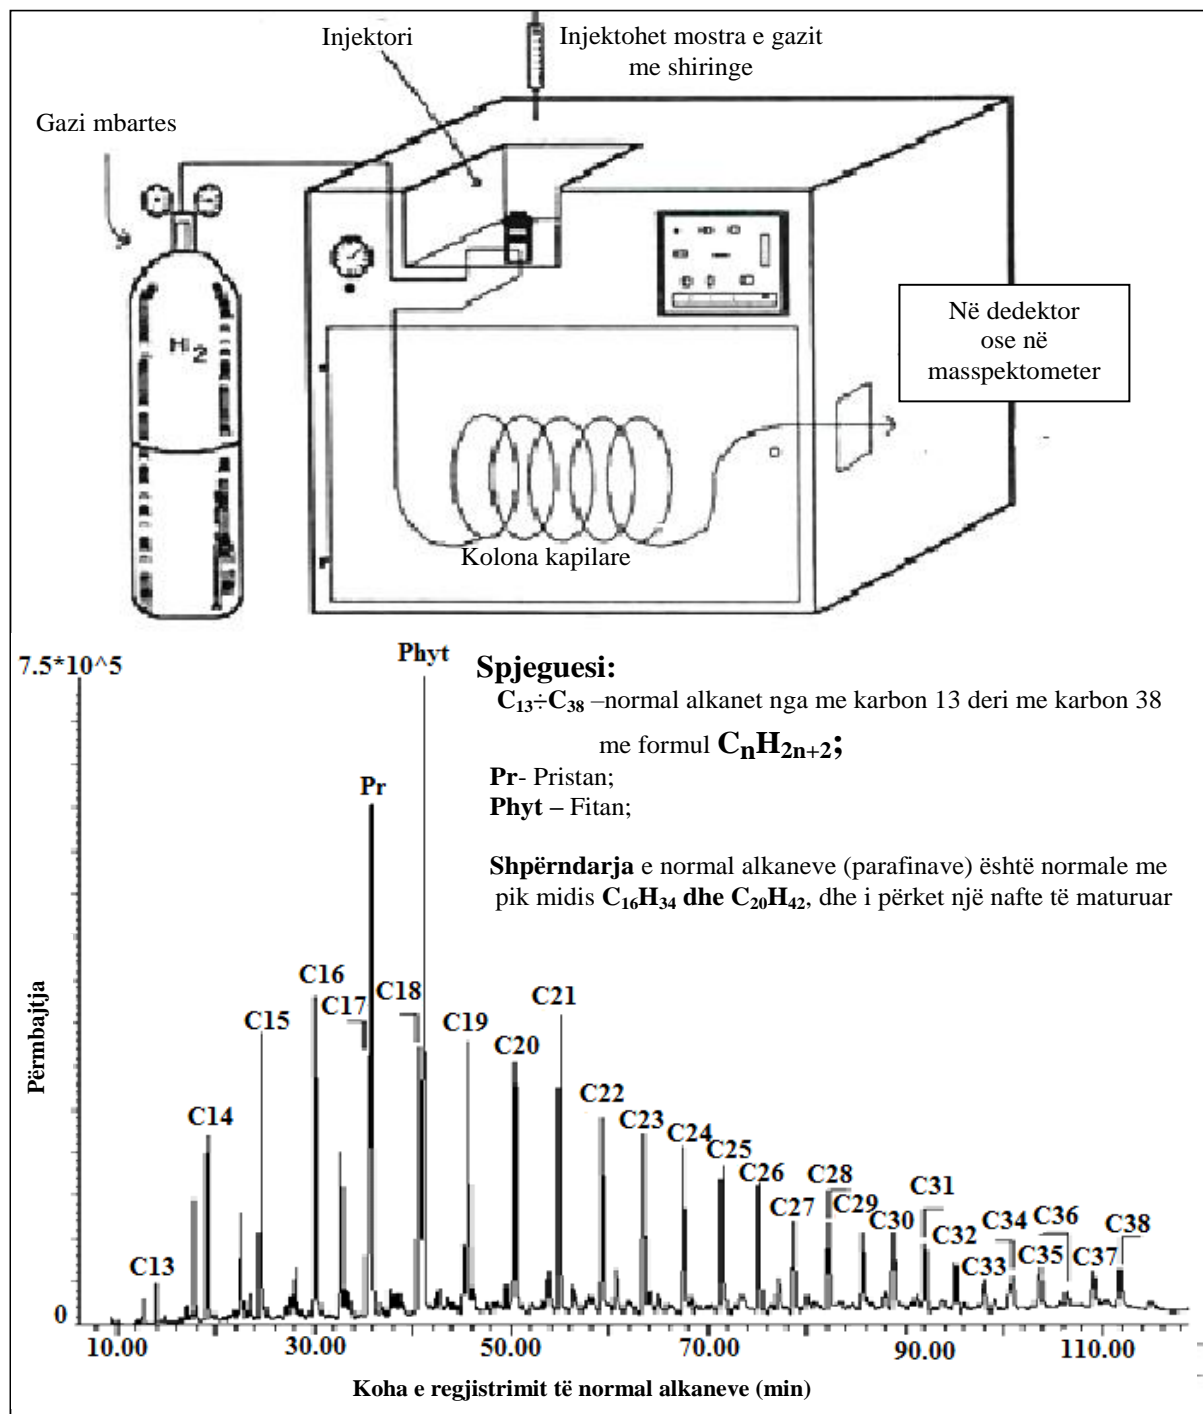 Injektori
Injektohet mostra e gazit
me shiringe
Gazi mbartes
H2
Në dedektor
ose në
masspektometer
Kolona kapilare
7.5*10^5
Phyt
Spjeguesi:
C13÷C38 –normal alkanet nga me karbon 13 deri me karbon 38
me formul CnH2n+2;
Pr- Pristan;
Phyt – Fitan;
Shpërndarja e normal alkaneve (parafinave) është normale me
pik midis C16H34 dhe C20H42, dhe i përket një nafte të maturuar
Pr
Përmbajtja
C13
C14
C15
C16
C17
C18
C19
C20
C21
C22
C23
C24
C25
C26
C27
C28
C29
C30
C31
C32
C33
C34
C35
C36
C37
C38
0
10.00 30.00 50.00 70.00 90.00 110.00
Koha e regjistrimit të normal alkaneve (min)